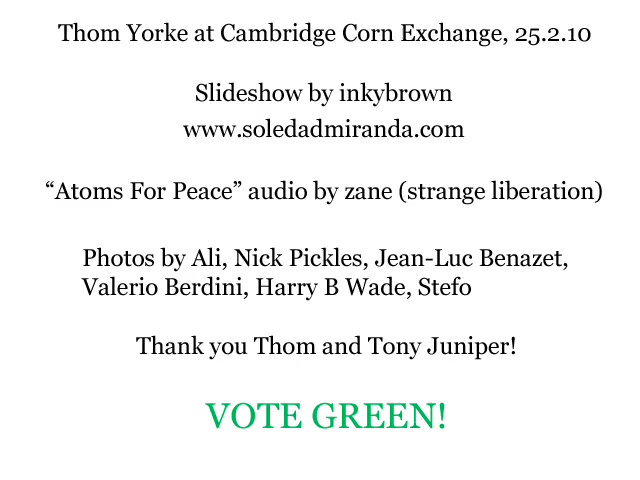 Thom Yorke at Cambridge Corn Exchange, 25.2.10
Slideshow by inkybrown
www.soledadmiranda.com
“Atoms For Peace” audio by zane (strange liberation)
Photos by Ali, Nick Pickles, Jean-Luc Benazet,
Valerio Berdini, Harry B Wade, Stefo
Thank you Thom and Tony Juniper!
VOTE GREEN!